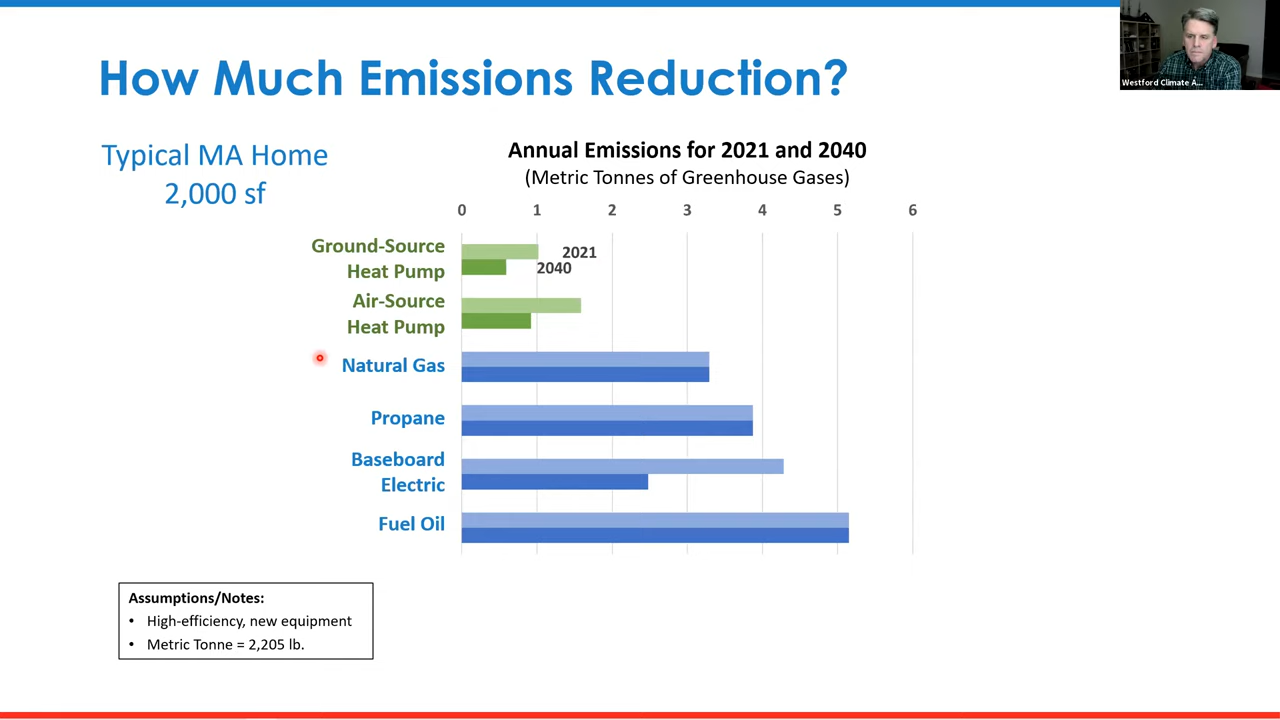 How Much Emissions Reduction?
Westford Climate A...
Typical MA Home
2,000 sf
Annual Emissions for 2021 and 2040
(Metric Tonnes of Greenhouse Gases)
0 1 2 3 4 5 6
Ground-Source
Heat Pump
2021
2040
Air-Source
Heat Pump
Natural Gas
Propane
Baseboard
Electric
Fuel Oil
Assumptions/Notes:
• High-efficiency, new equipment
• Metric Tonne = 2,205 lb.